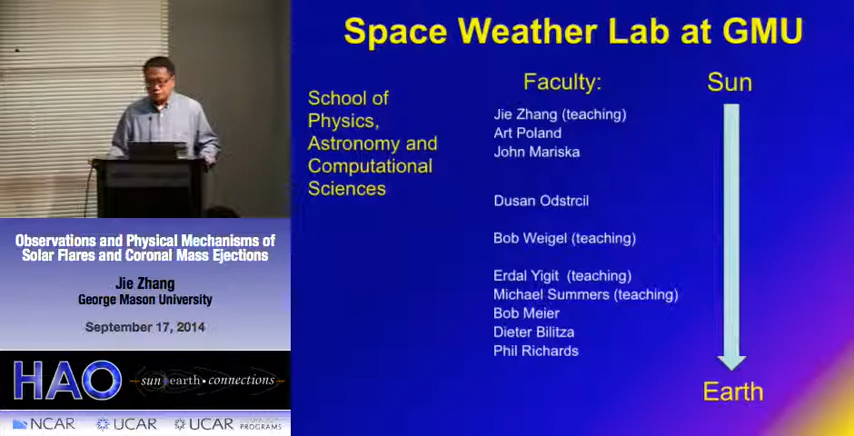 Space Weather Lab at GMU
School of
Physics,
Astronomy and
Computational
Sciences
Faculty:
Jie Zhang (teaching)
Art Poland
John Mariska
Dusan Odstrcil
Bob Weigel (teaching)
Erdal Yigit (teaching)
Michael Summers (teaching)
Bob Meier
Dieter Bilitza
Phil Richards
Sun
Earth
Observations and Physical Mechanisms of
Solar Flares and Coronal Mass Ejections
Jie Zhang
George Mason University
September 17, 2014
HAO
sun earth • connections
NCAR
UCAR
UCAR
PROGRAMS